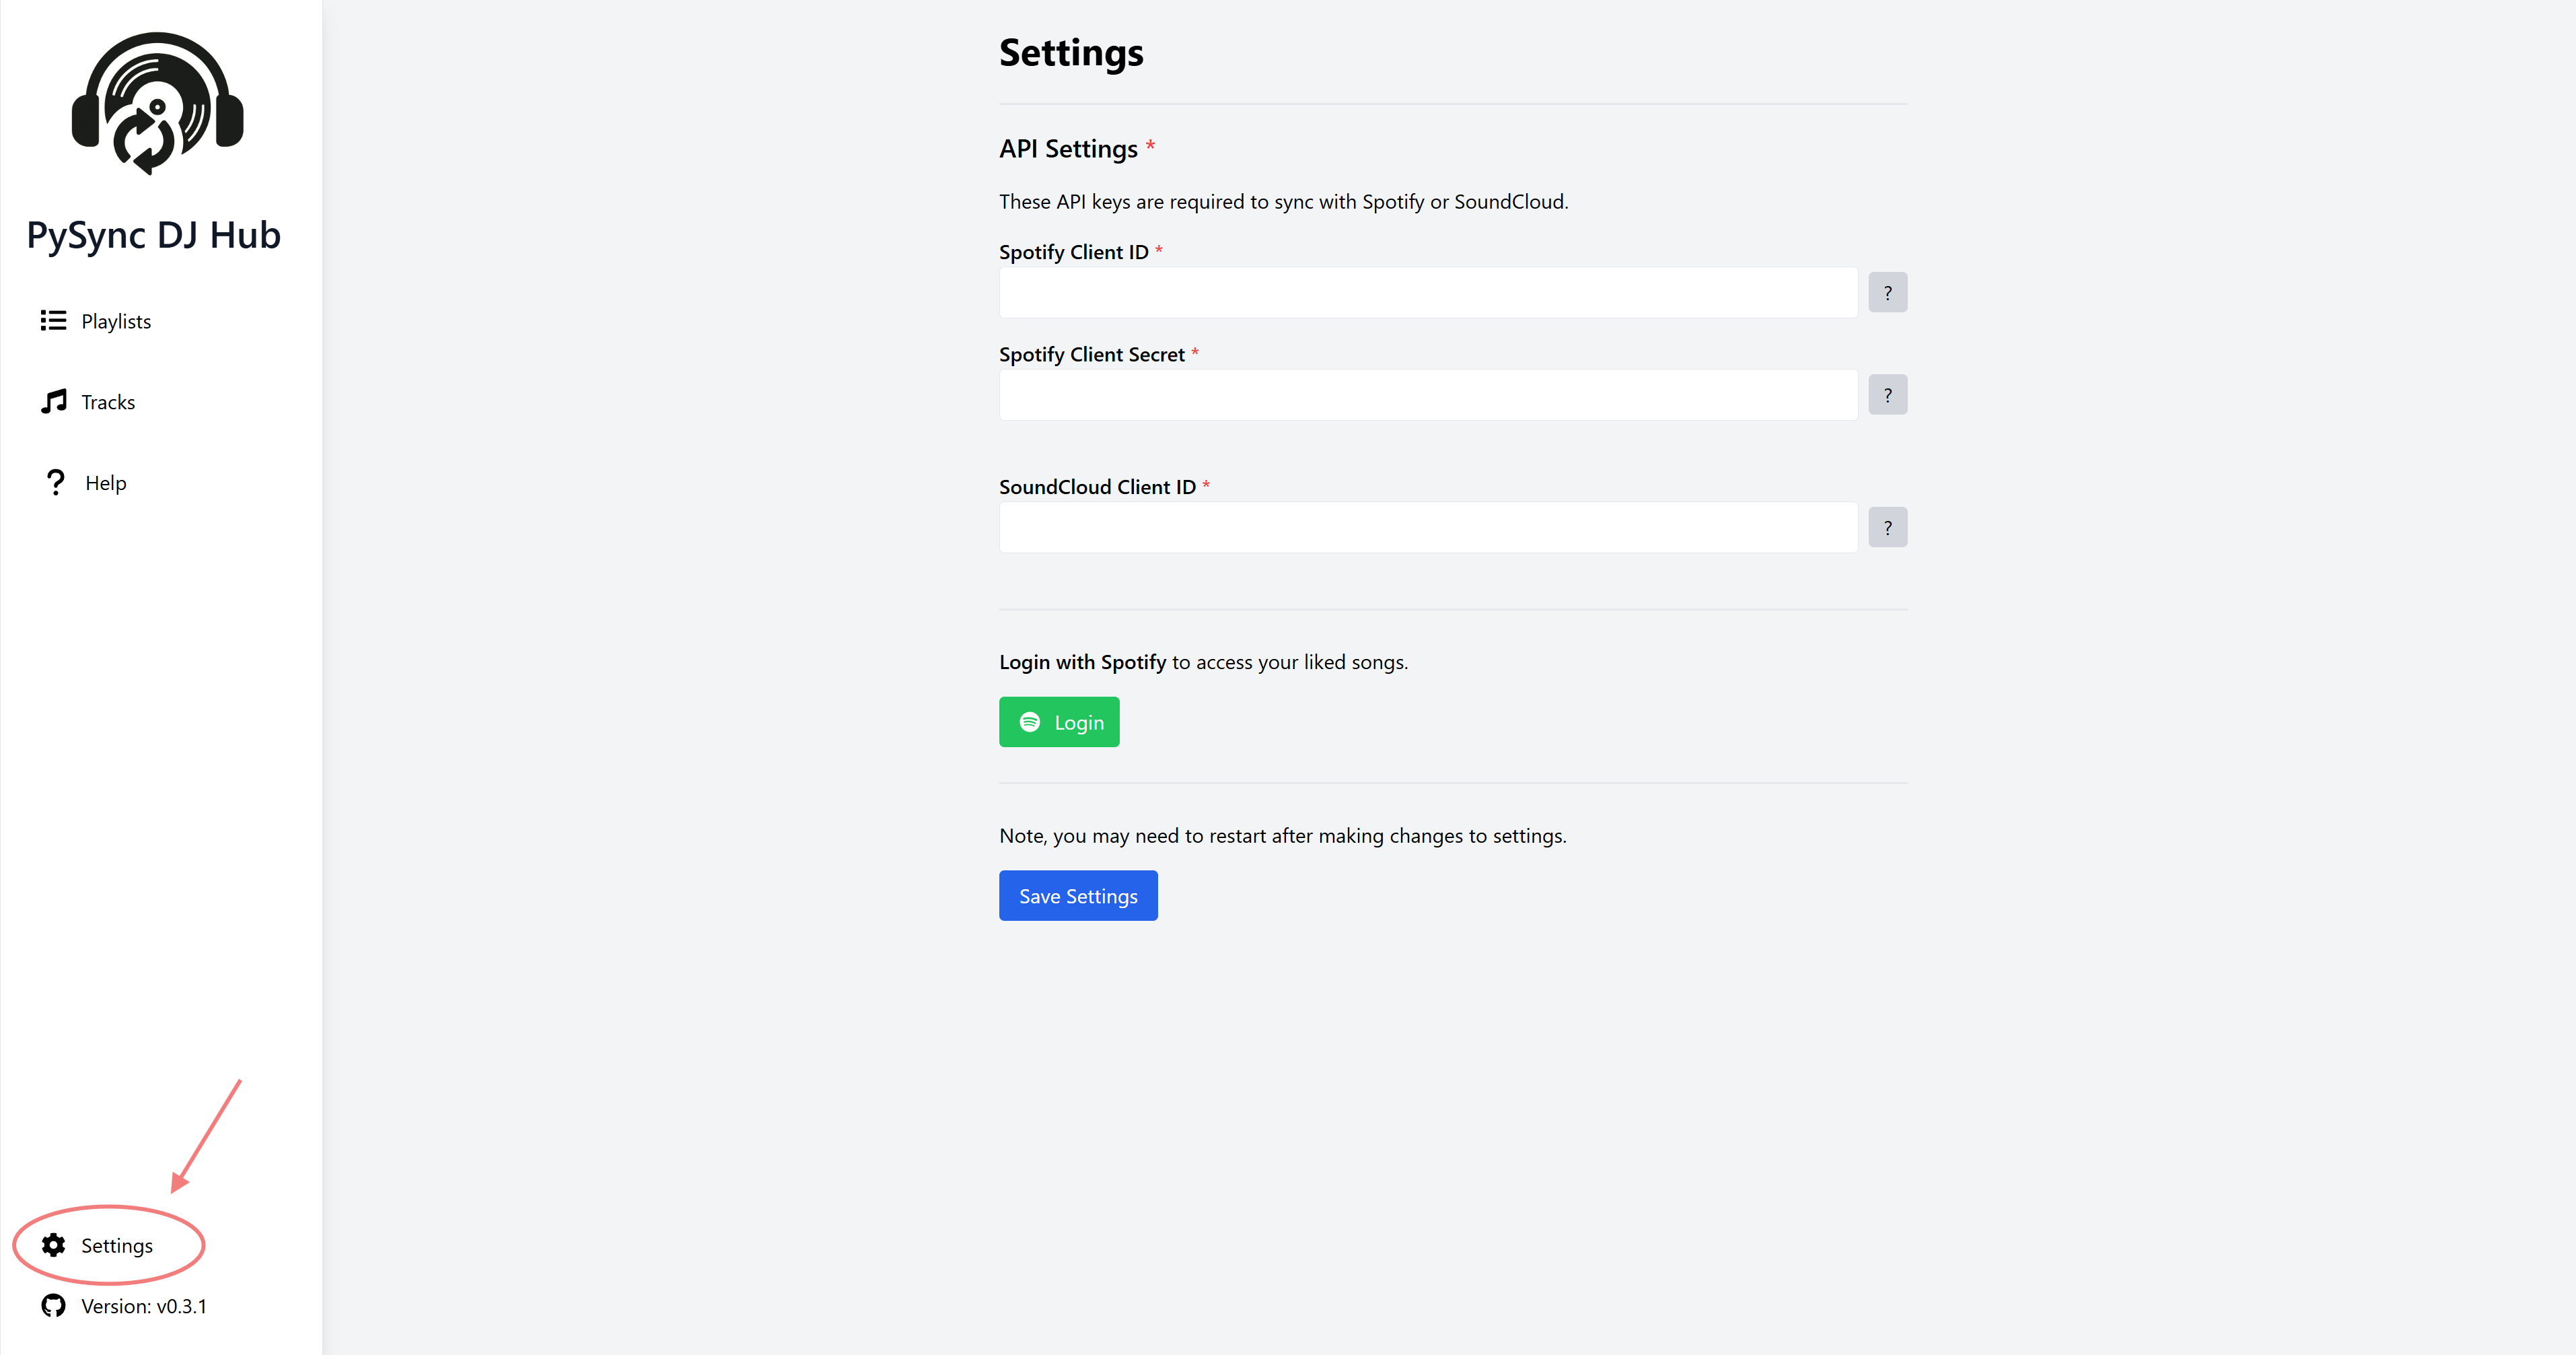 PySync DJ Hub
Playlists
Tracks
Help
Settings
Version: v0.3.1
Settings
API Settings *
These API keys are required to sync with Spotify or SoundCloud.
Spotify Client ID *
?
Spotify Client Secret *
?
SoundCloud Client ID *
?
Login with Spotify to access your liked songs.
Login
Note, you may need to restart after making changes to settings.
Save Settings